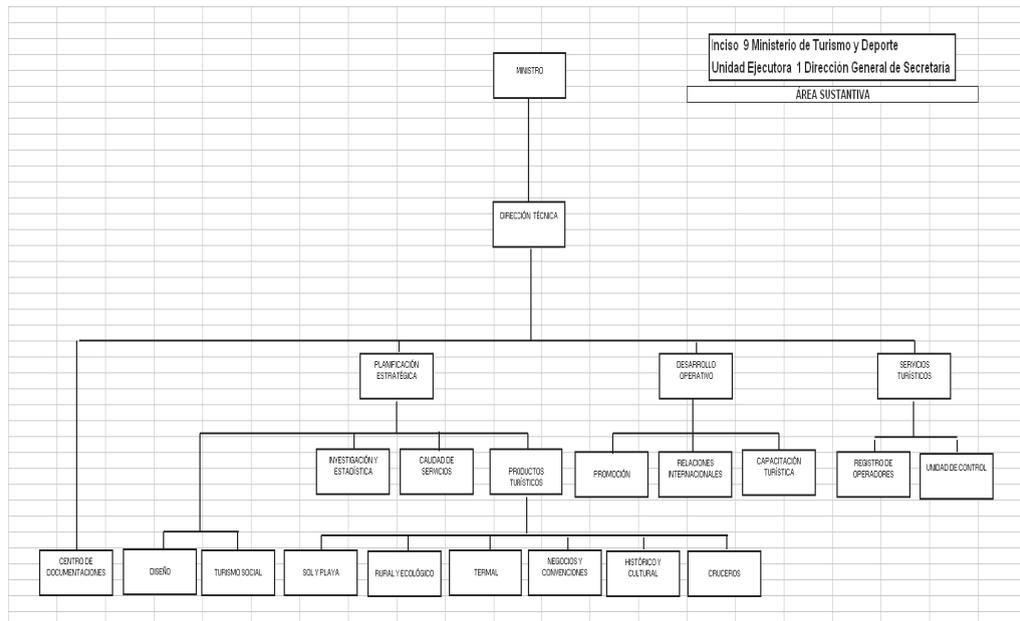 Inciso 9 Ministerio de Turismo y Deporte
Unidad Ejecutora 1 Dirección General de Secretaría
ÁREA SUSTANTIVA
MINISTRO
DIRECCIÓN TÉCNICA
PLANIFICACIÓN
ESTRATÉGICA
DESARROLLO
OPERATIVO
SERVICIOS
TURÍSTICOS
INVESTIGACIÓN Y
ESTADÍSTICA
CALIDAD DE
SERVICIOS
PRODUCTOS
TURÍSTICOS
PROMOCIÓN
RELACIONES
INTERNACIONALES
CAPACITACIÓN
TURÍSTICA
REGISTRO DE
OPERADORES
UNIDAD DE CONTROL
CENTRO DE
DOCUMENTACIONES
DISEÑO
TURISMO SOCIAL
SOL Y PLAYA
RURAL Y ECOLÓGICO
TERMAL
NEGOCIOS Y
CONVENCIONES
HISTÓRICO Y
CULTURAL
CRUCEROS